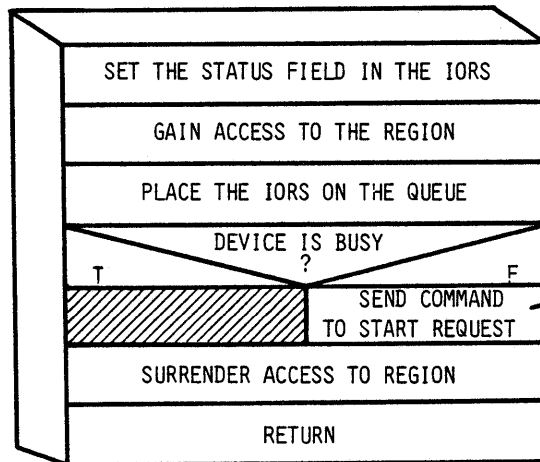 SET THE STATUS FIELD IN THE IORS
GAIN ACCESS TO THE REGION
PLACE THE IORS ON THE QUEUE
DEVICE IS BUSY
?
T F
SEND COMMAND
TO START REQUEST
SURRENDER ACCESS TO REGION
RETURN